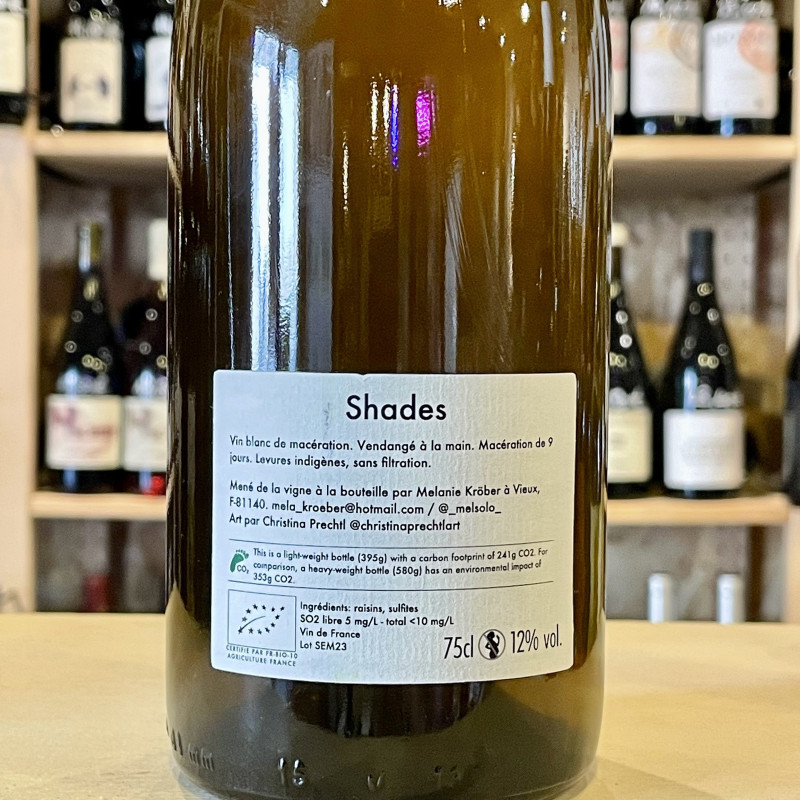 Shades
Vin blanc de macération. Vendangé à la main. Macération de 9
jours. Levures indigènes, sans filtration.
Mené de la vigne à la bouteille par Melanie Kröber à Vieux,
F-81140. mela_kroeber@hotmail.com / @_melsolo_
Art par Christina Prechtl @christinaprechtlart
CO₂
This is a light-weight bottle (395g) with a carbon footprint of 241g CO2. For
comparison, a heavy-weight bottle (580g) has an environmental impact of
353g CO2.
Ingrédients: raisins, sulfites
SO2 libre 5 mg/L - total <10 mg/L
Vin de France
Lot SEM23
CERTIFIÉ PAR FR-BIO-10
AGRICULTURE FRANCE
75cl 12% vol.